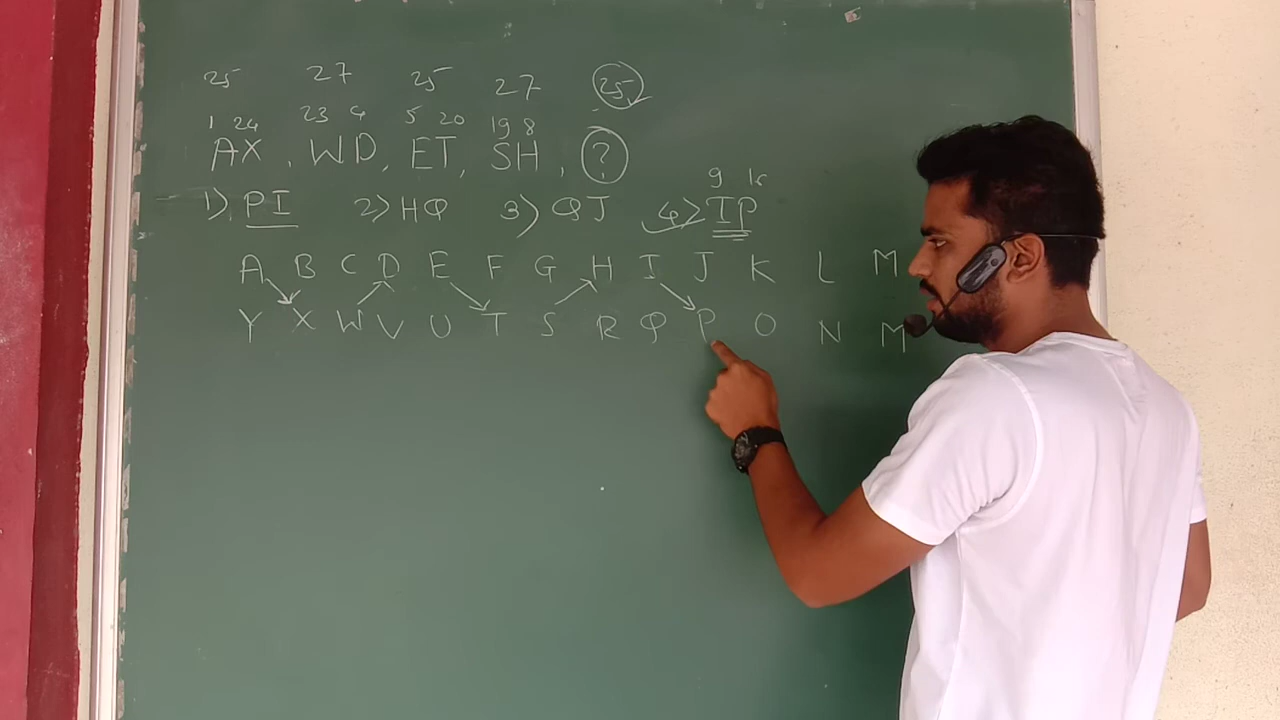 25 27 25 27 25
1 24 23 4 5 20 19 8
AX, WD, ET, SH, ?
9 16
1) PI 2) HQ 3) QJ 4) IP
A B C D E F G H I J K L M
Y X W V U T S R Q P O N M